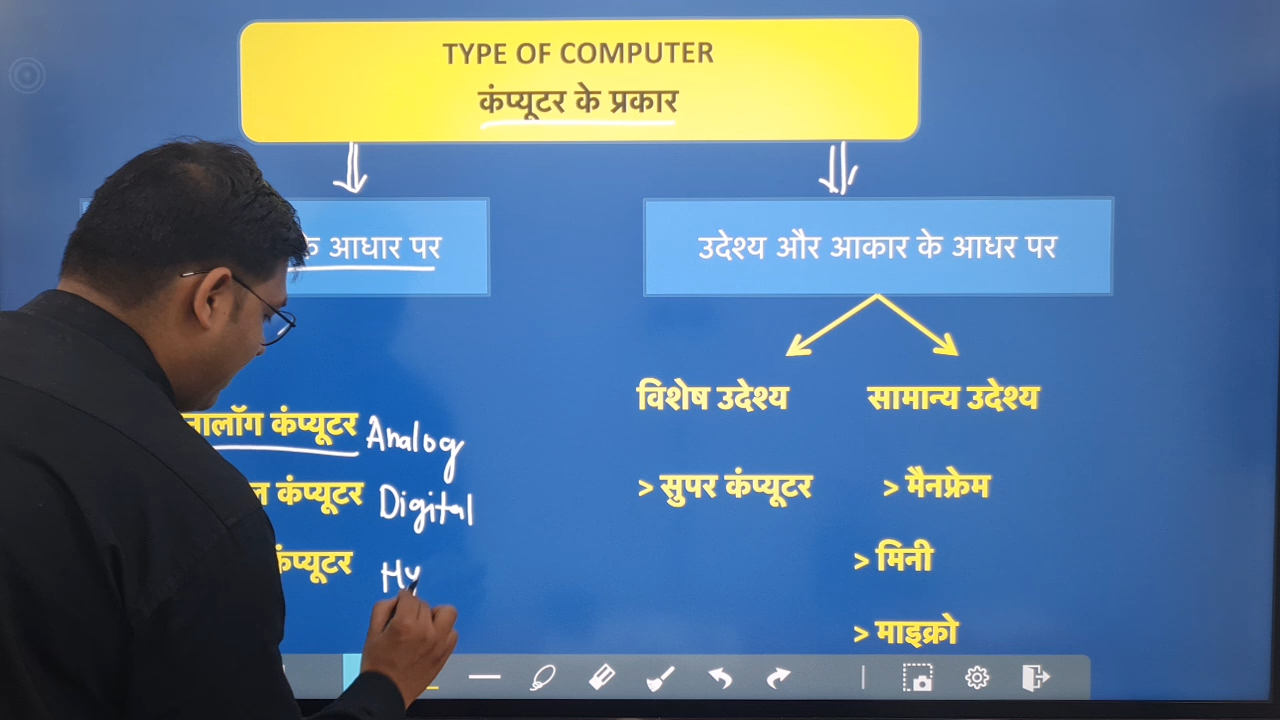 TYPE OF COMPUTER
कंप्यूटर के प्रकार
के आधार पर
उदेश्य और आकार के आधर पर
विशेष उदेश्य
सामान्य उदेश्य
कंप्यूटर Analog
कंप्यूटर Digital
कंप्यूटर Hy
> सुपर कंप्यूटर
> मैनफ्रेम
> मिनी
> माइक्रो